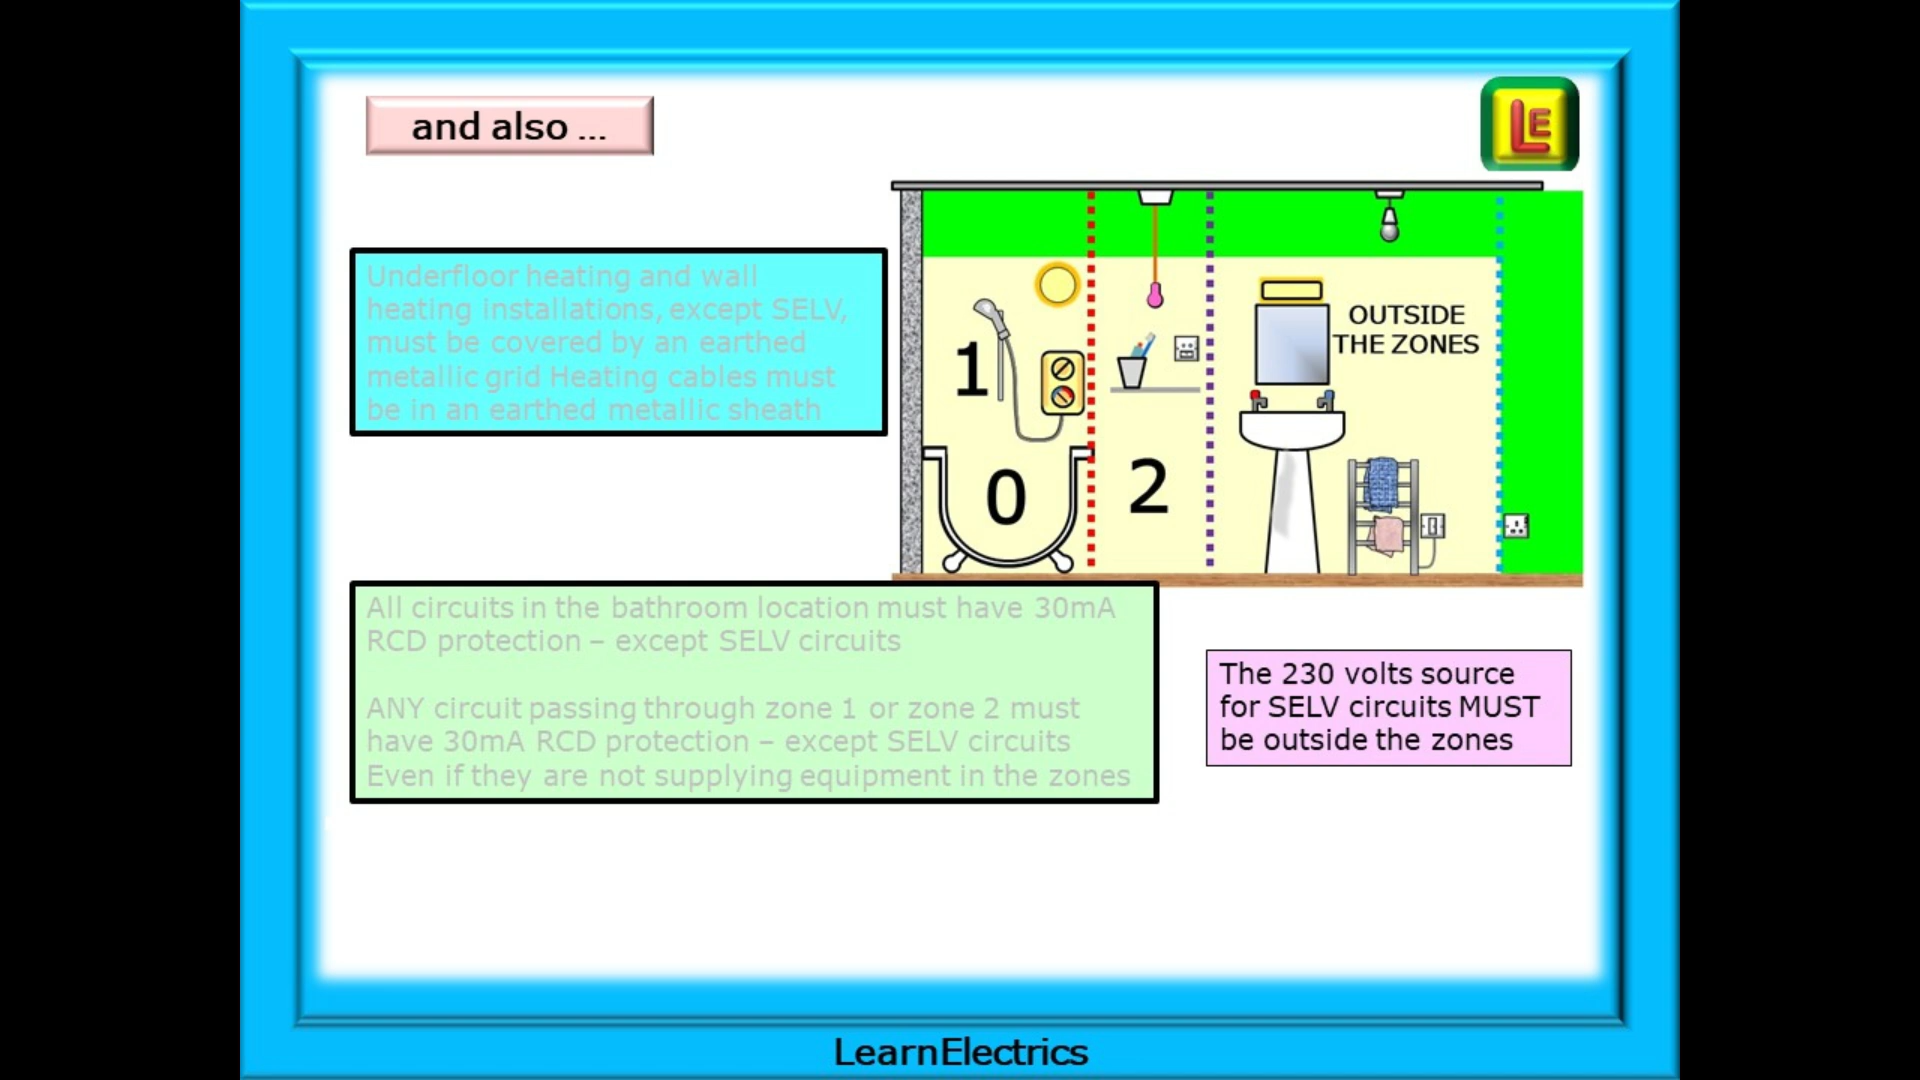 and also ...
LE
Underfloor heating and wall
heating installations, except SELV,
must be covered by an earthed
metallic grid Heating cables must
be in an earthed metallic sheath
1
0
2
OUTSIDE
THE ZONES
All circuits in the bathroom location must have 30mA
RCD protection – except SELV circuits
ANY circuit passing through zone 1 or zone 2 must
have 30mA RCD protection – except SELV circuits
Even if they are not supplying equipment in the zones
The 230 volts source
for SELV circuits MUST
be outside the zones
LearnElectrics